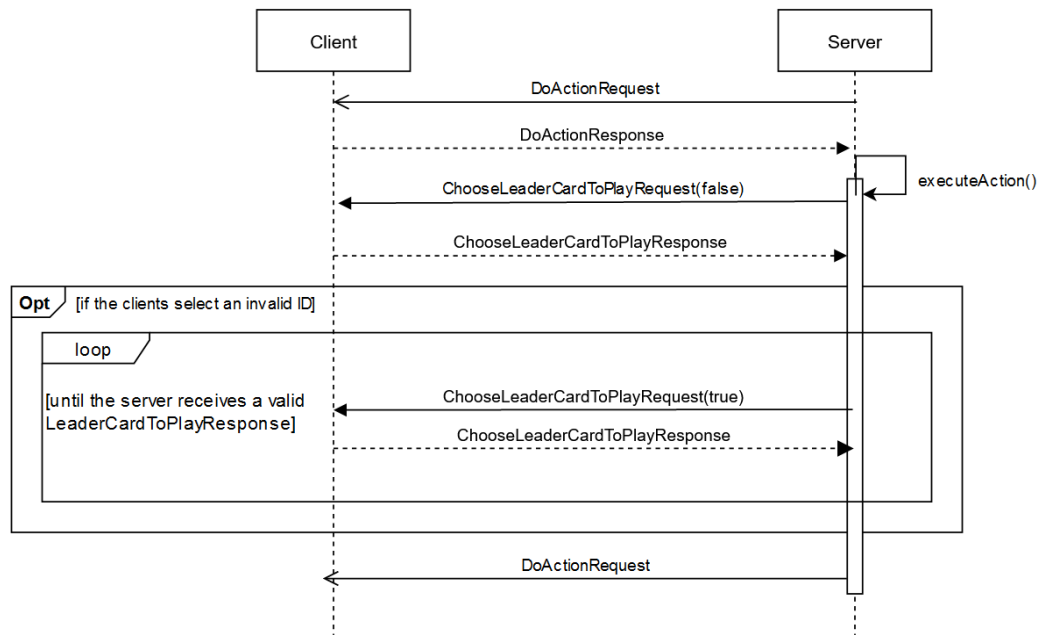 Client
Server
DoActionRequest
DoActionResponse
executeAction()
ChooseLeaderCardToPlayRequest(false)
ChooseLeaderCardToPlayResponse
Opt
[if the clients select an invalid ID]
loop
[until the server receives a valid
LeaderCardToPlayResponse]
ChooseLeaderCardToPlayRequest(true)
ChooseLeaderCardToPlayResponse
DoActionRequest